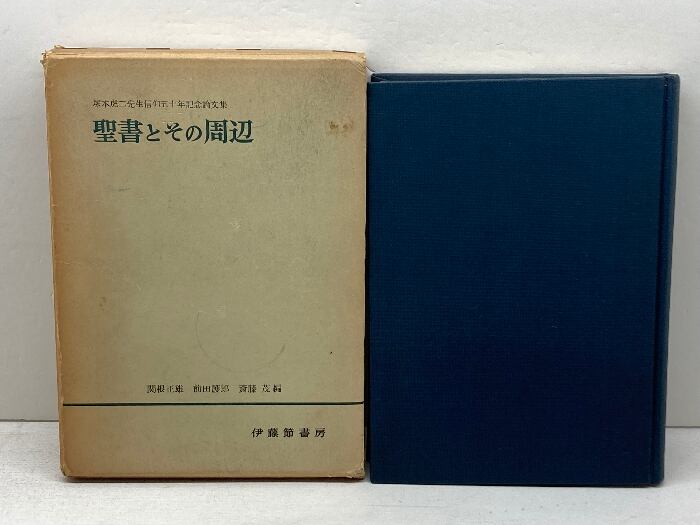 塚本虎二先生信仰五十年記念論文集
聖書とその周辺
関根正雄 前田護郎 斎藤茂編
伊藤節書房